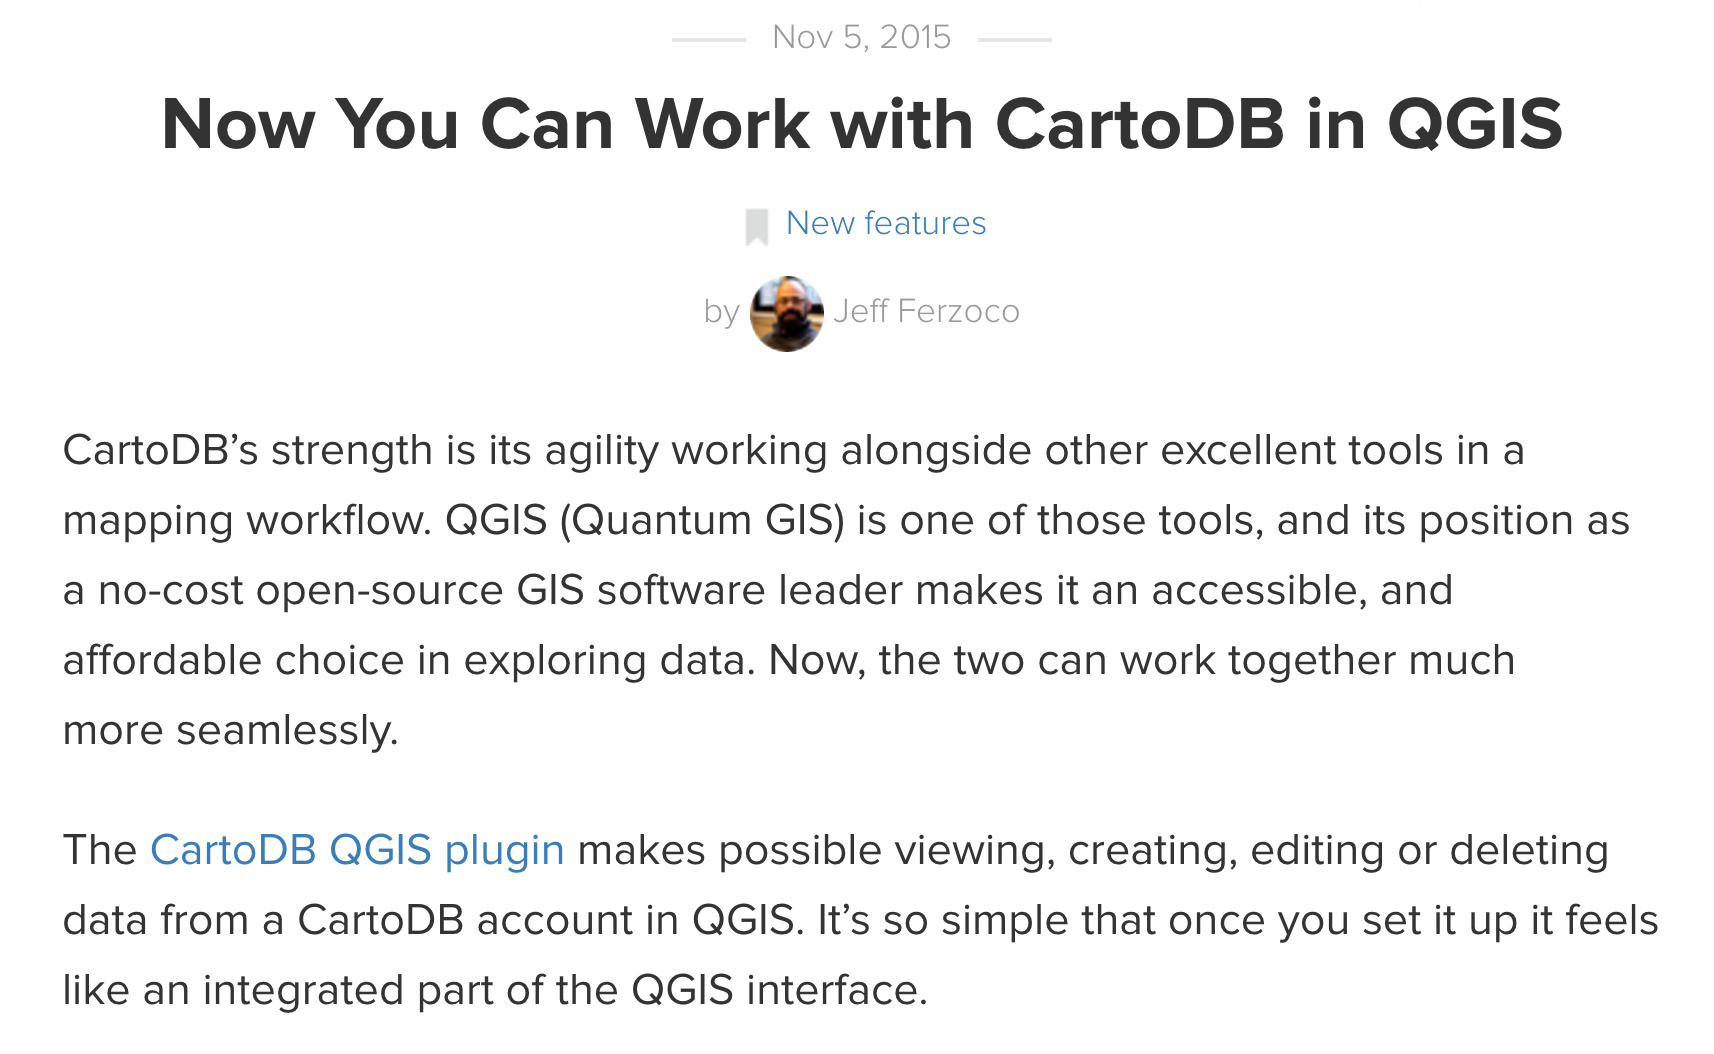 Nov 5, 2015
Now You Can Work with CartoDB in QGIS
New features
by Jeff Ferzoco
CartoDB’s strength is its agility working alongside other excellent tools in a
mapping workflow. QGIS (Quantum GIS) is one of those tools, and its position as
a no-cost open-source GIS software leader makes it an accessible, and
affordable choice in exploring data. Now, the two can work together much
more seamlessly.
The CartoDB QGIS plugin makes possible viewing, creating, editing or deleting
data from a CartoDB account in QGIS. It’s so simple that once you set it up it feels
like an integrated part of the QGIS interface.